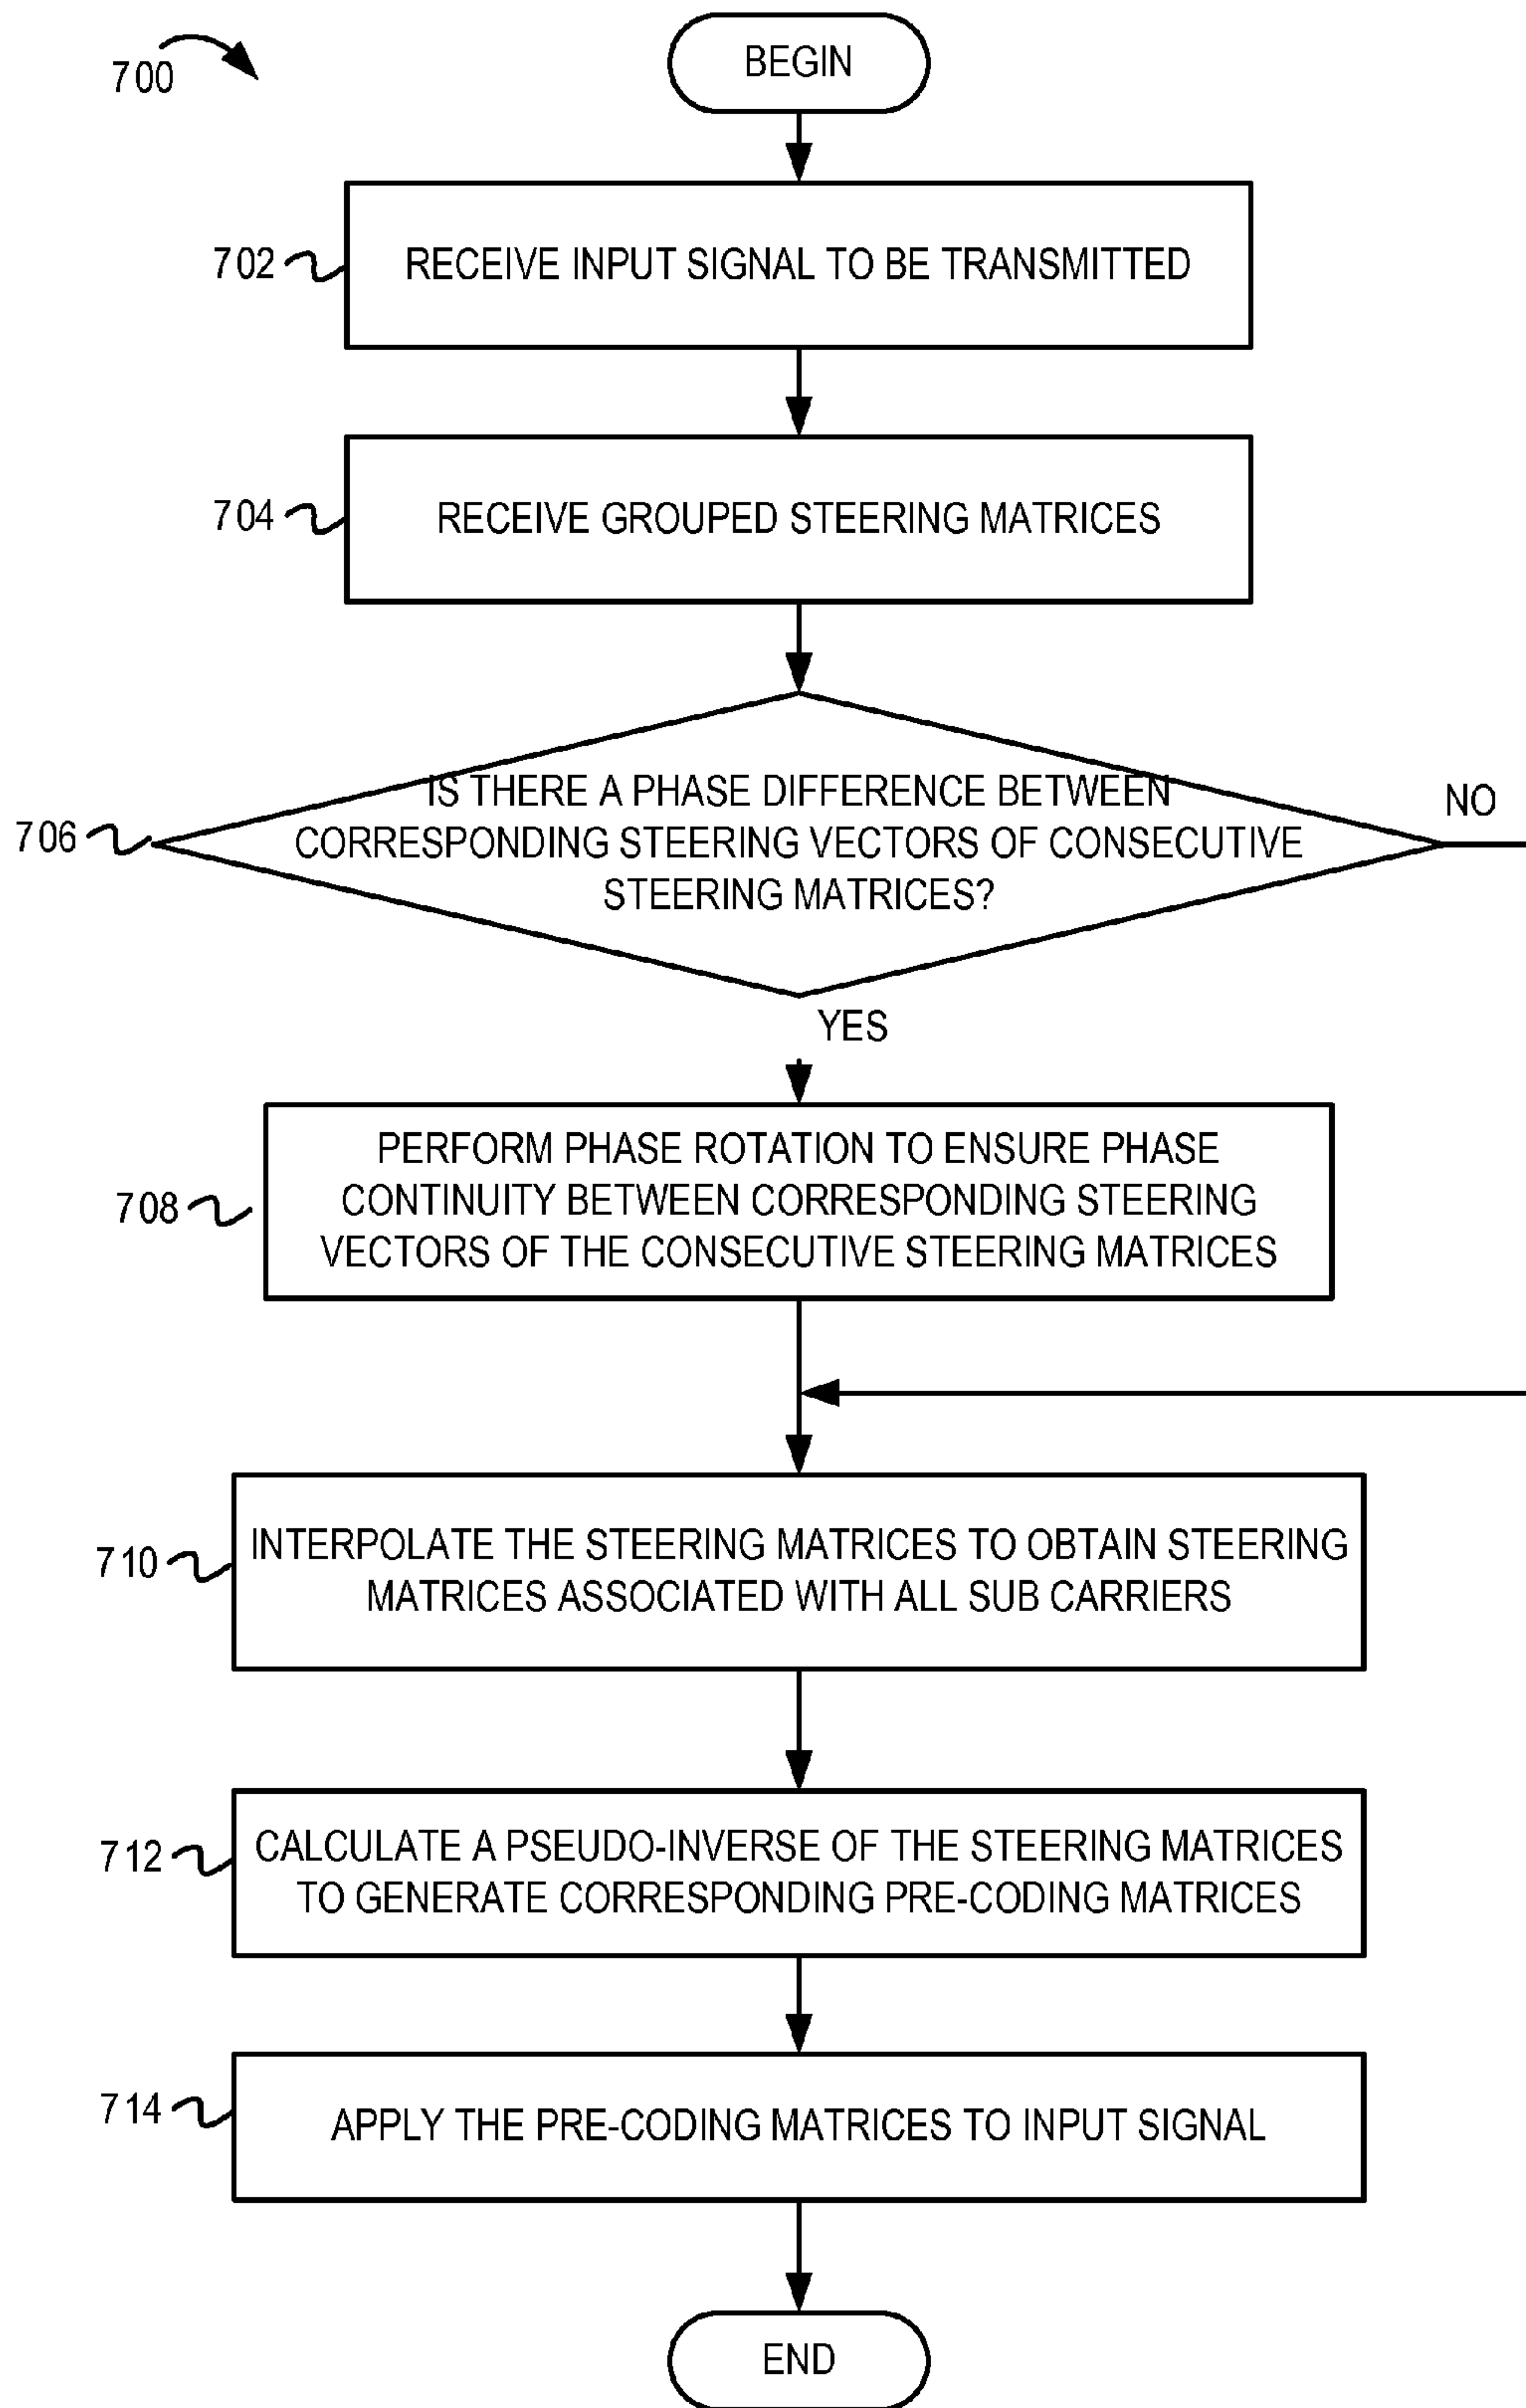 700
BEGIN
702
RECEIVE INPUT SIGNAL TO BE TRANSMITTED
704
RECEIVE GROUPED STEERING MATRICES
706
IS THERE A PHASE DIFFERENCE BETWEEN
CORRESPONDING STEERING VECTORS OF CONSECUTIVE
STEERING MATRICES?
NO
YES
708
PERFORM PHASE ROTATION TO ENSURE PHASE
CONTINUITY BETWEEN CORRESPONDING STEERING
VECTORS OF THE CONSECUTIVE STEERING MATRICES
710
INTERPOLATE THE STEERING MATRICES TO OBTAIN STEERING
MATRICES ASSOCIATED WITH ALL SUB CARRIERS
712
CALCULATE A PSEUDO-INVERSE OF THE STEERING MATRICES
TO GENERATE CORRESPONDING PRE-CODING MATRICES
714
APPLY THE PRE-CODING MATRICES TO INPUT SIGNAL
END